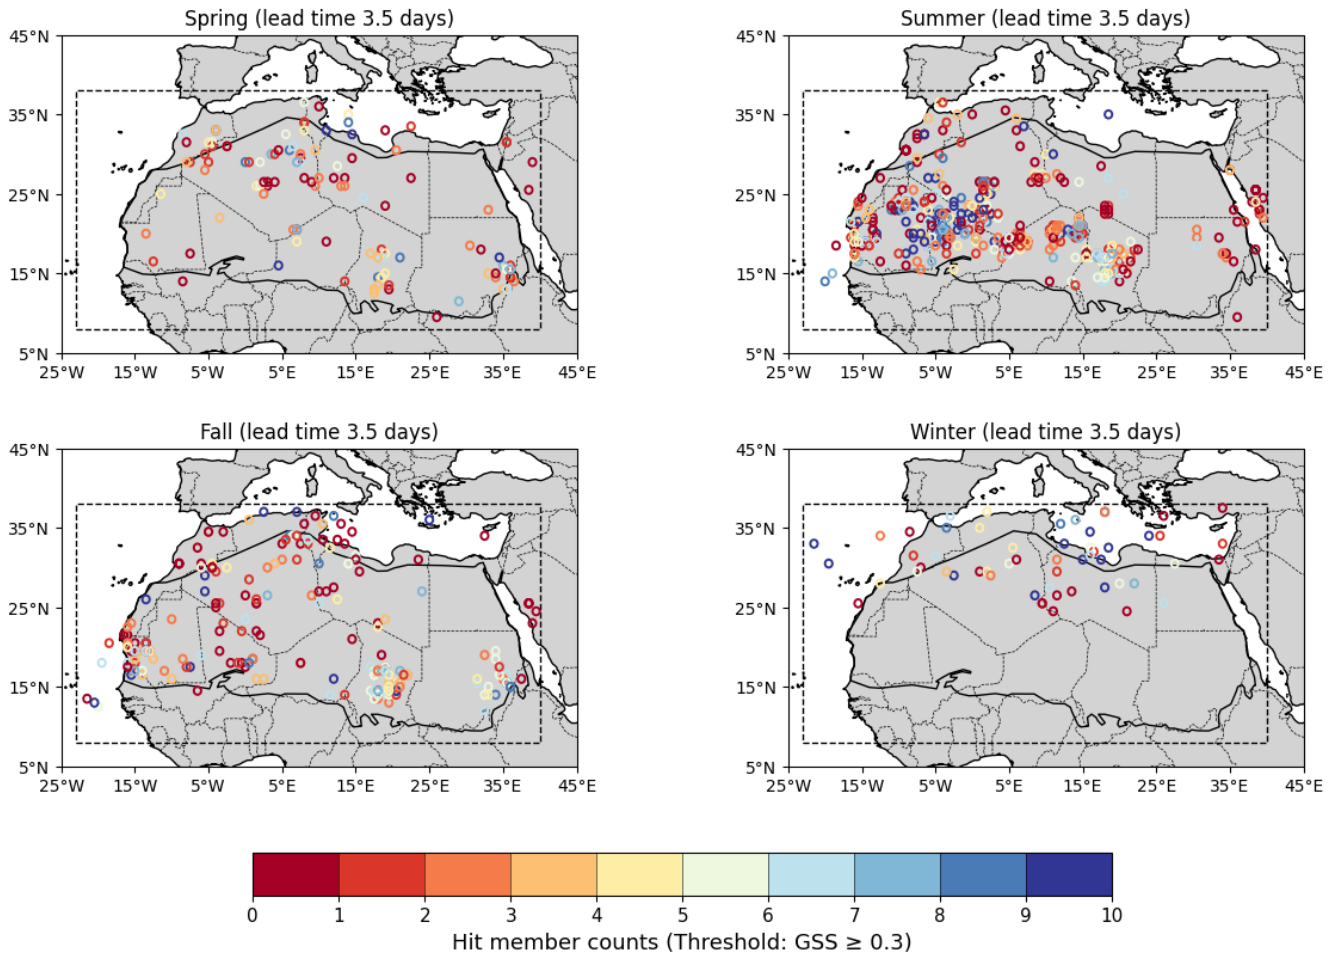 Spring (lead time 3.5 days)
Summer (lead time 3.5 days)
45°N
35°N
25°N
15°N
5°N
25°W 15°W 5°W 5°E 15°E 25°E 35°E 45°E
45°N
35°N
25°N
15°N
5°N
25°W 15°W 5°W 5°E 15°E 25°E 35°E 45°E
Fall (lead time 3.5 days)
Winter (lead time 3.5 days)
45°N
35°N
25°N
15°N
5°N
25°W 15°W 5°W 5°E 15°E 25°E 35°E 45°E
45°N
35°N
25°N
15°N
5°N
25°W 15°W 5°W 5°E 15°E 25°E 35°E 45°E
0 1 2 3 4 5 6 7 8 9 10
Hit member counts (Threshold: GSS ≥ 0.3)